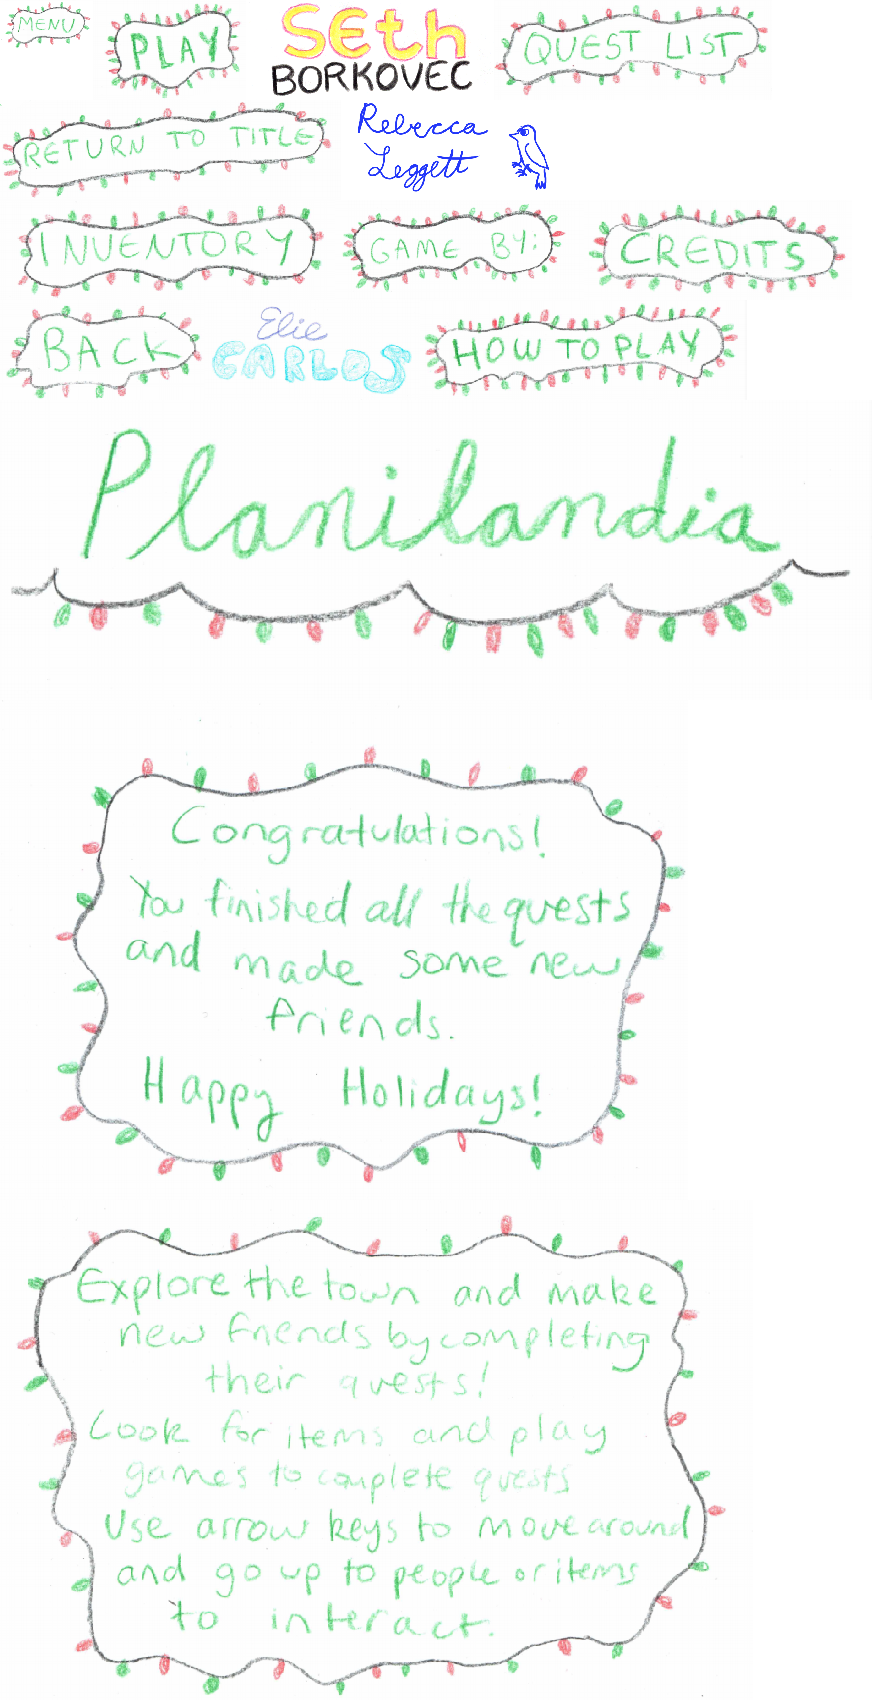 MENU
PLAY
SEth
BORKOVEC
QUEST LIST
RETURN TO TITLE
Rebecca
Leggett
INVENTORY
GAME BY:
CREDITS
BACK
Elie
CARLOS
HOW TO PLAY
Planilandia
Congratulations!
You finished all the quests
and made some new
friends.
Happy Holidays!
Explore the town and make
new friends by completing
their quests!
Look for items and play
games to complete quests
Use arrow keys to move around
and go up to people or items
to interact.